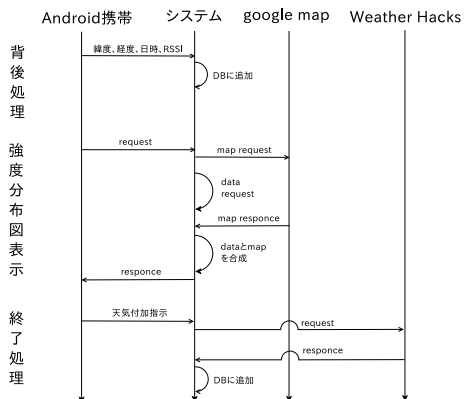 Android携帯 システム google map Weather Hacks
背後処理
緯度、経度、日時、RSSI
DBに追加
強度分布図表示
request
map request
data
request
map responce
dataとmap
を合成
responce
終了処理
天気付加指示
request
responce
DBに追加